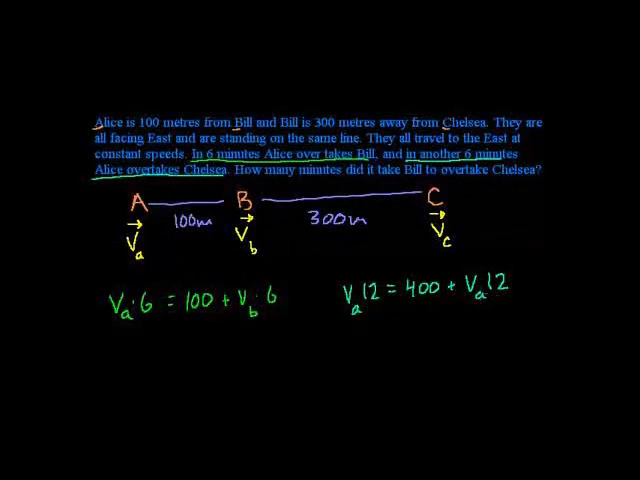 Alice is 100 metres from Bill and Bill is 300 metres away from Chelsea. They are
all facing East and are standing on the same line. They all travel to the East at
constant speeds. In 6 minutes Alice over takes Bill, and in another 6 minutes
Alice overtakes Chelsea. How many minutes did it take Bill to overtake Chelsea?
A B C
100m 300m
Va Vb Vc
Va·6 = 100 + Vb·6
Va12 = 400 + Va12